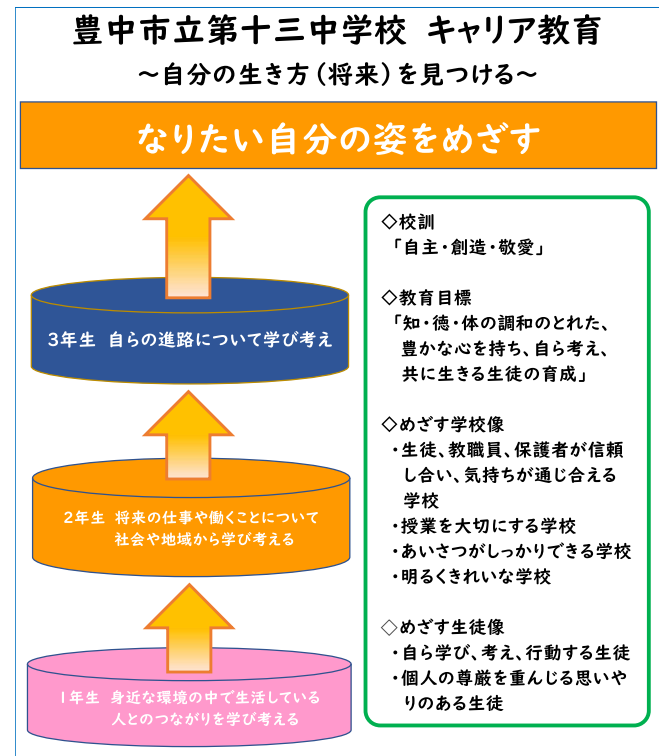 豊中市立第十三中学校 キャリア教育
～自分の生き方（将来）を見つける～
なりたい自分の姿をめざす
3年生 自らの進路について学び考え
2年生 将来の仕事や働くことについて
社会や地域から学び考える
1年生 身近な環境の中で生活している
人とのつながりを学び考える
◇校訓
「自主・創造・敬愛」
◇教育目標
「知・徳・体の調和のとれた、
豊かな心を持ち、自ら考え、
共に生きる生徒の育成」
◇めざす学校像
・生徒、教職員、保護者が信頼
し合い、気持ちが通じ合える
学校
・授業を大切にする学校
・あいさつがしっかりできる学校
・明るくきれいな学校
◇めざす生徒像
・自ら学び、考え、行動する生徒
・個人の尊厳を重んじる思いや
りのある生徒